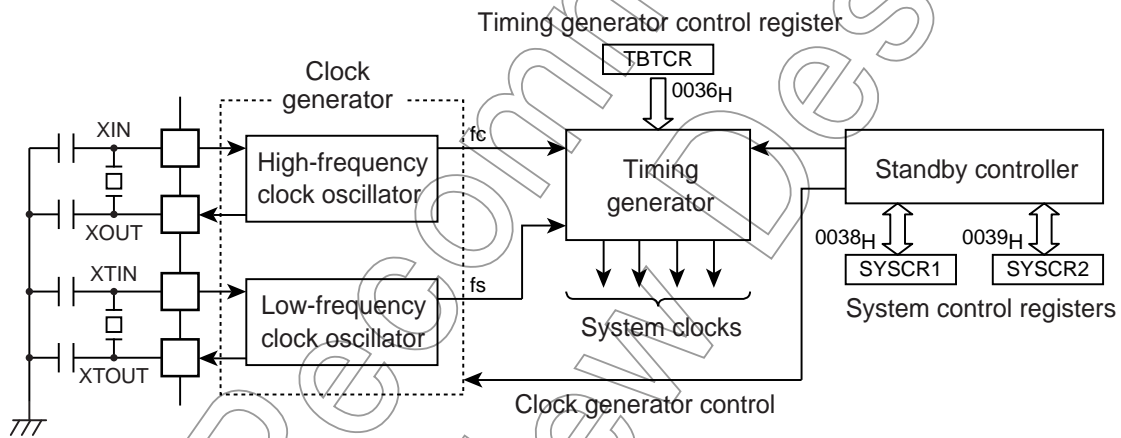 Timing generator control register
TBTCR
0036H
Clock
generator
XIN
High-frequency
clock oscillator
XOUT
fc
Timing
generator
Standby controller
0038H
0039H
SYSCR1
SYSCR2
System control registers
XTIN
Low-frequency
clock oscillator
XTOUT
fs
System clocks
Clock generator control